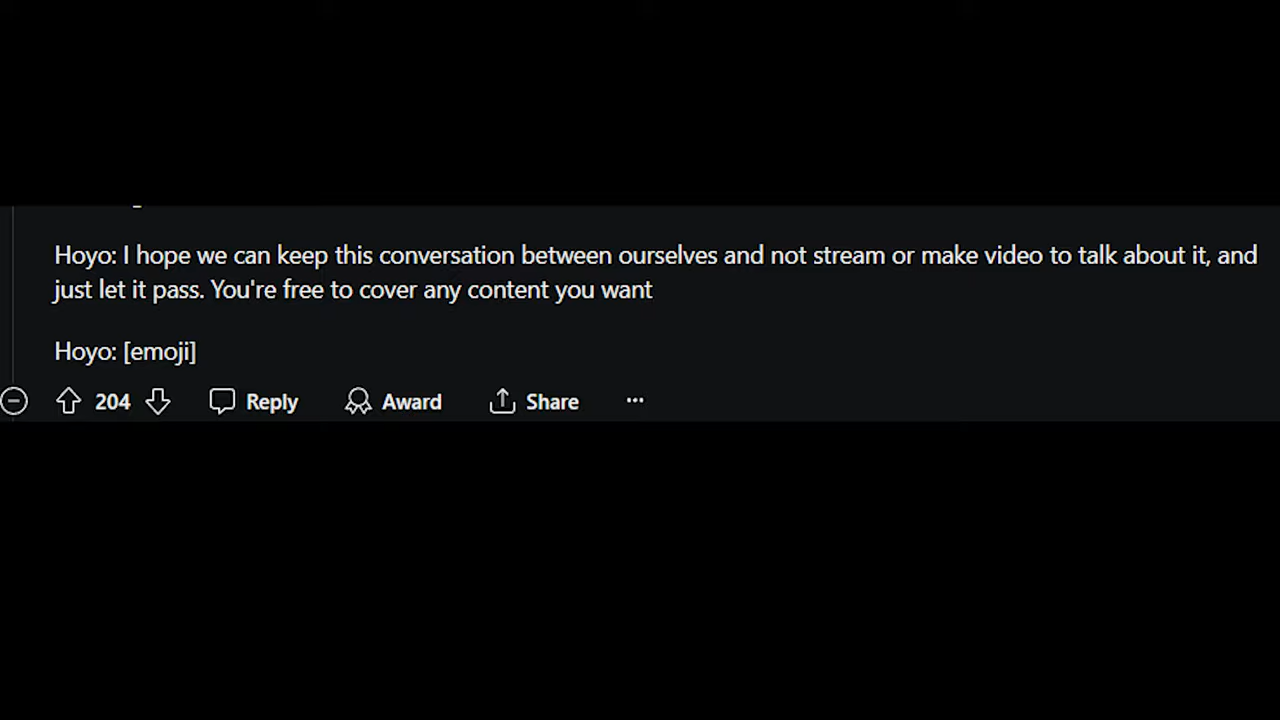 Hoyo: I hope we can keep this conversation between ourselves and not stream or make video to talk about it, and
just let it pass. You're free to cover any content you want
Hoyo: [emoji]
204 Reply Award Share ...